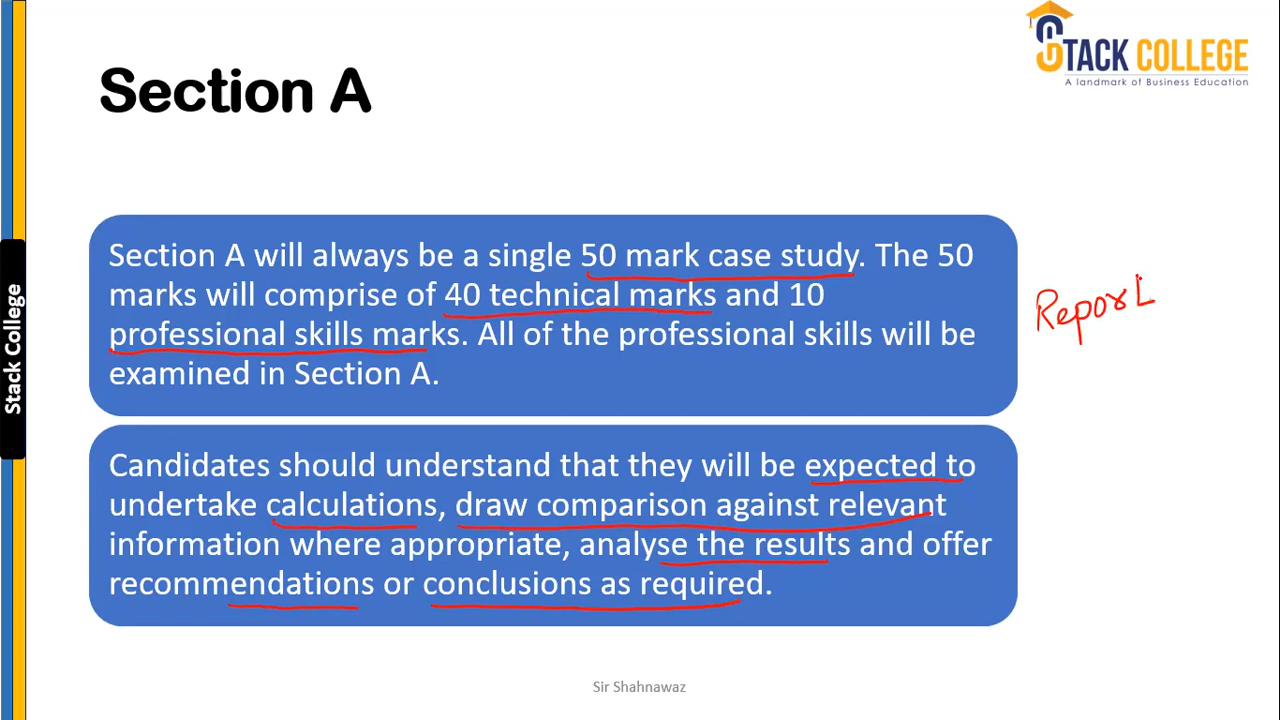 STACK COLLEGE
A landmark of Business Education
Section A
Section A will always be a single 50 mark case study. The 50
marks will comprise of 40 technical marks and 10
professional skills marks. All of the professional skills will be
examined in Section A.
Report
Candidates should understand that they will be expected to
undertake calculations, draw comparison against relevant
information where appropriate, analyse the results and offer
recommendations or conclusions as required.
Stack College
Sir Shahnawaz